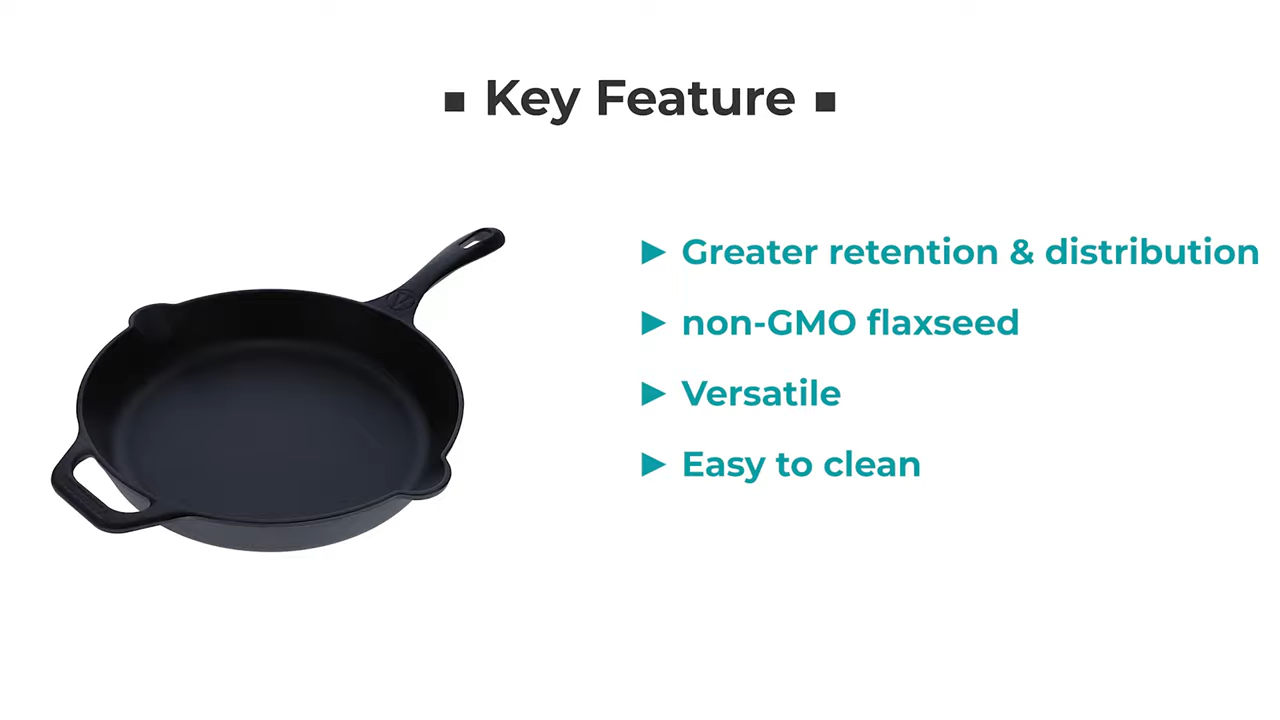 ■ Key Feature ■
► Greater retention & distribution
► non-GMO flaxseed
► Versatile
► Easy to clean